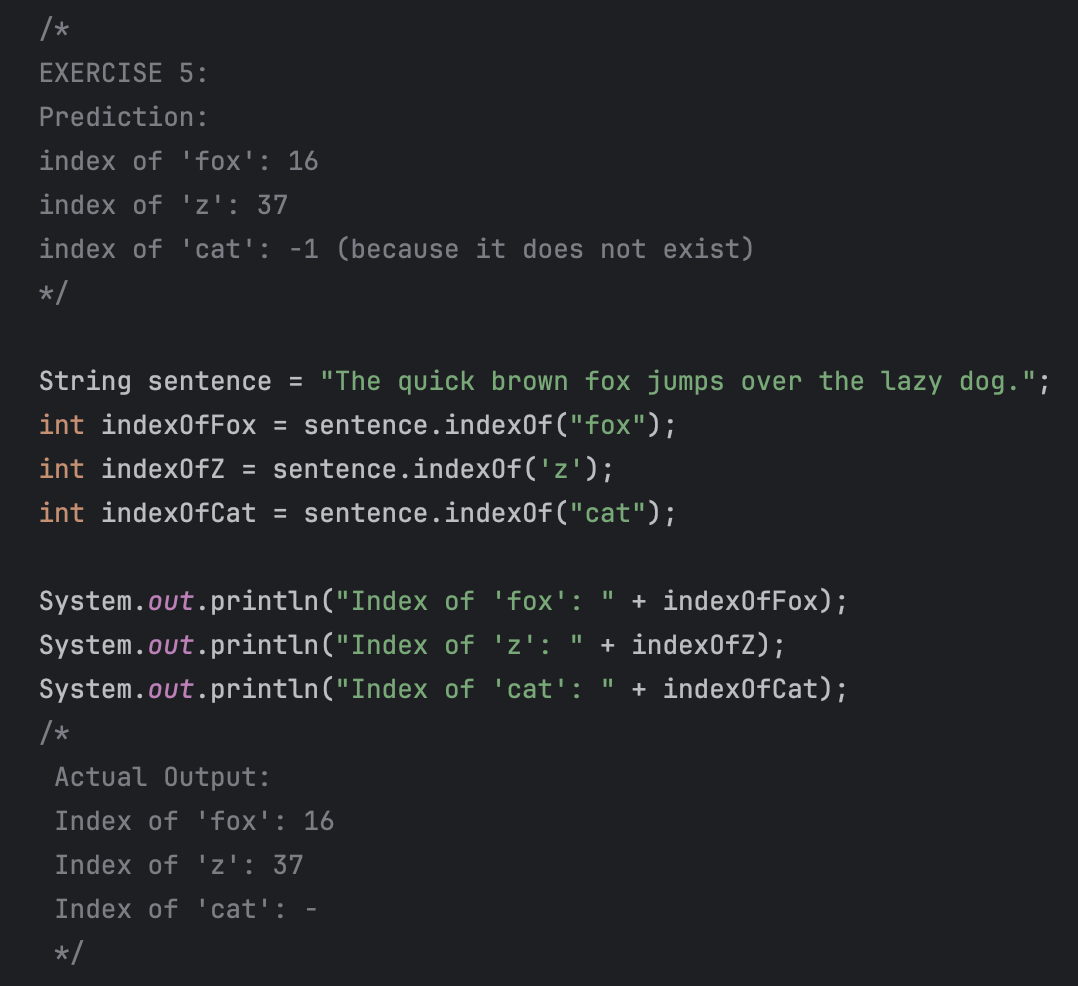 /*
EXERCISE 5:
Prediction:
index of 'fox': 16
index of 'z': 37
index of 'cat': -1 (because it does not exist)
*/
String sentence = "The quick brown fox jumps over the lazy dog.";
int indexOfFox = sentence.indexOf("fox");
int indexOfZ = sentence.indexOf('z');
int indexOfCat = sentence.indexOf("cat");
System.out.println("Index of 'fox': " + indexOfFox);
System.out.println("Index of 'z': " + indexOfZ);
System.out.println("Index of 'cat': " + indexOfCat);
/*
Actual Output:
Index of 'fox': 16
Index of 'z': 37
Index of 'cat': -
*/